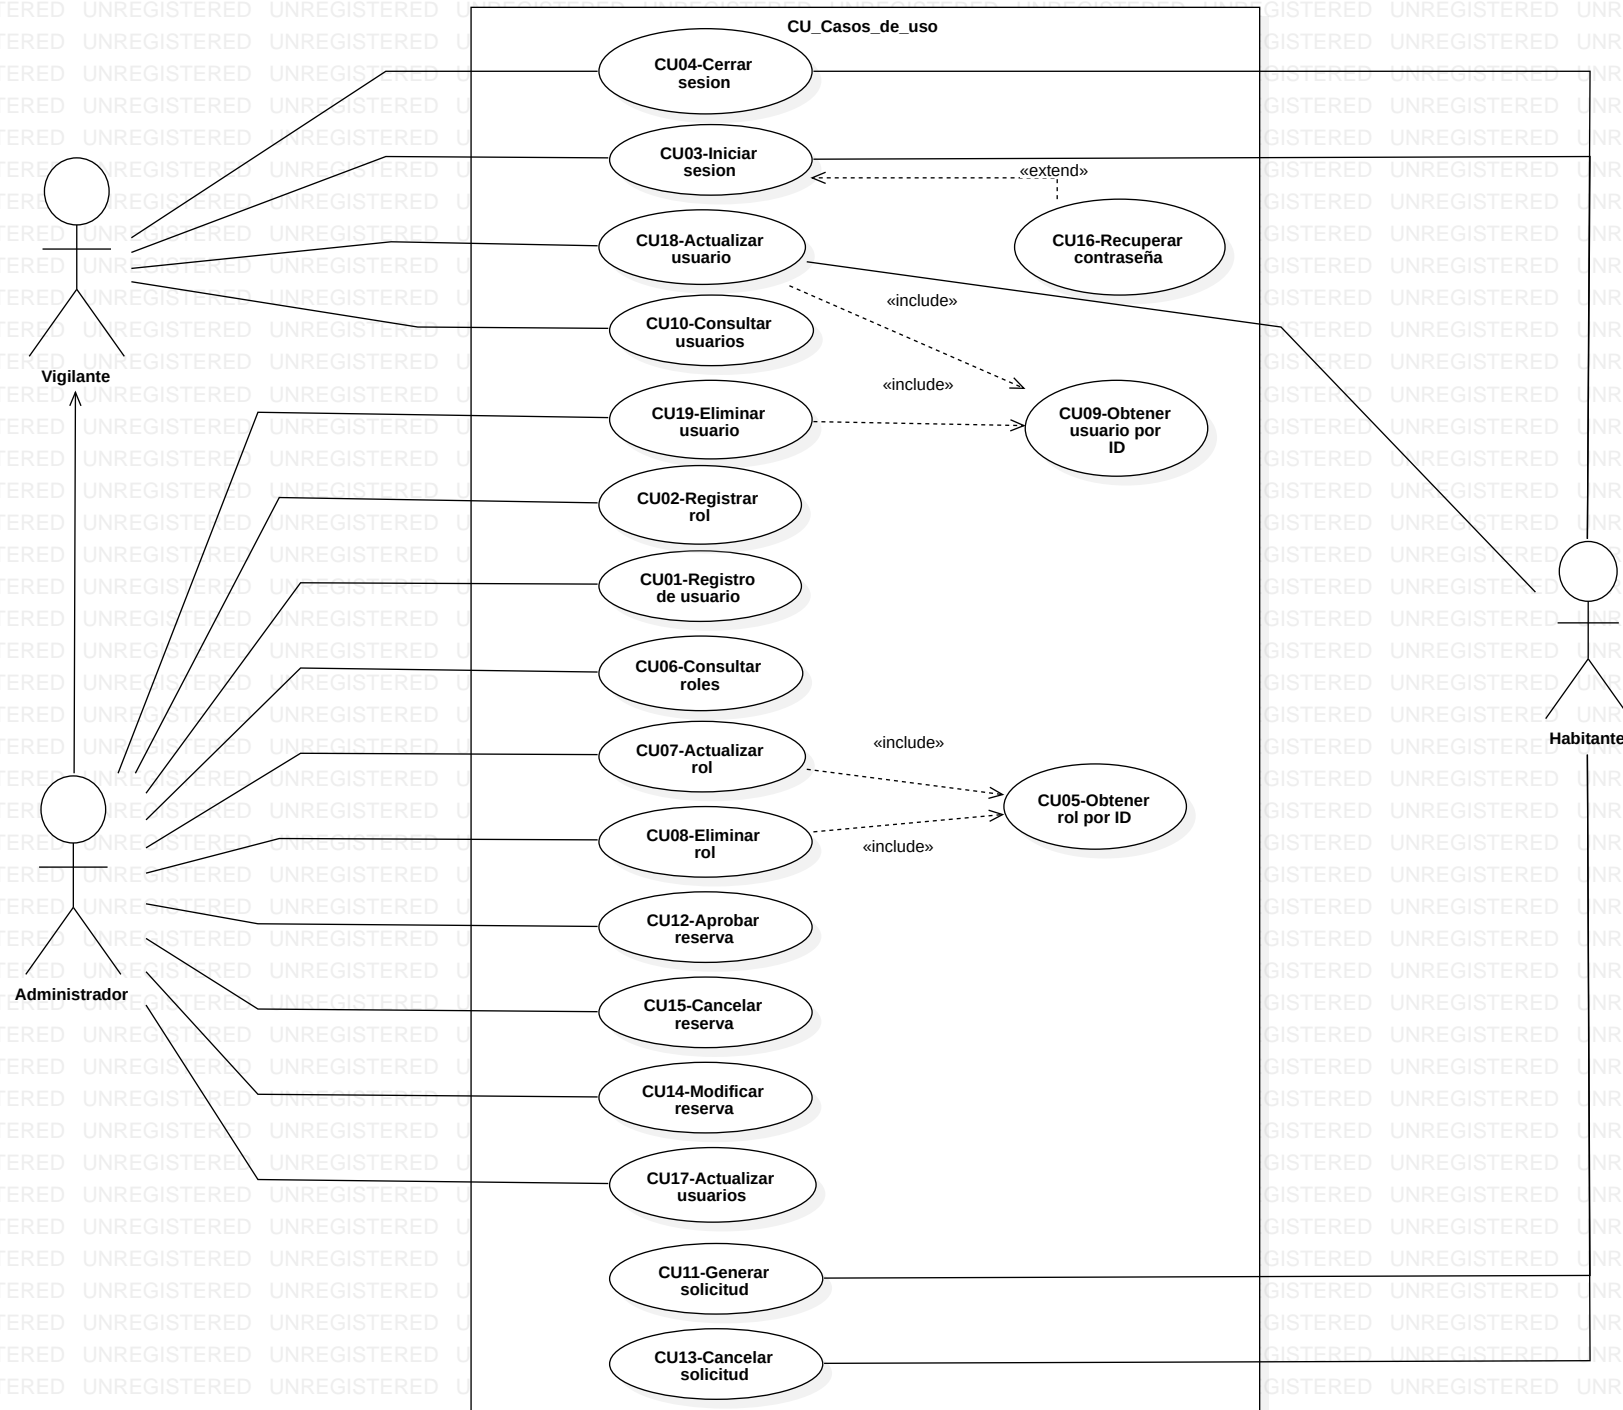 CU_Casos_de_uso
CU04-Cerrar
sesion
CU03-Iniciar
sesion
«extend»
CU16-Recuperar
contraseña
CU18-Actualizar
usuario
«include»
CU10-Consultar
usuarios
Vigilante
«include»
CU19-Eliminar
usuario
CU09-Obtener
usuario por
ID
CU02-Registrar
rol
CU01-Registro
de usuario
CU06-Consultar
roles
Habitante
CU07-Actualizar
rol
«include»
CU05-Obtener
rol por ID
CU08-Eliminar
rol
«include»
CU12-Aprobar
reserva
Administrador
CU15-Cancelar
reserva
CU14-Modificar
reserva
CU17-Actualizar
usuarios
CU11-Generar
solicitud
CU13-Cancelar
solicitud